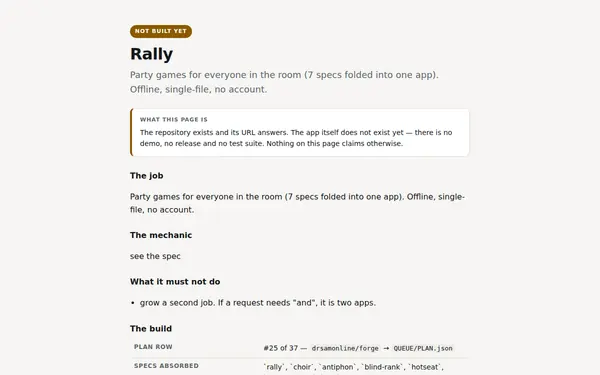 NOT BUILT YET
Rally
Party games for everyone in the room (7 specs folded into one app).
Offline, single-file, no account.
WHAT THIS PAGE IS
The repository exists and its URL answers. The app itself does not exist yet — there is no
demo, no release and no test suite. Nothing on this page claims otherwise.
The job
Party games for everyone in the room (7 specs folded into one app). Offline, single-
file, no account.
The mechanic
see the spec
What it must not do
• grow a second job. If a request needs "and", it is two apps.
The build
PLAN ROW #25 of 37 — drsamonline/forge → QUEUE/PLAN.json
SPECS ABSORBED `rally`, `choir`, `antiphon`, `blind-rank`, `hotseat`,